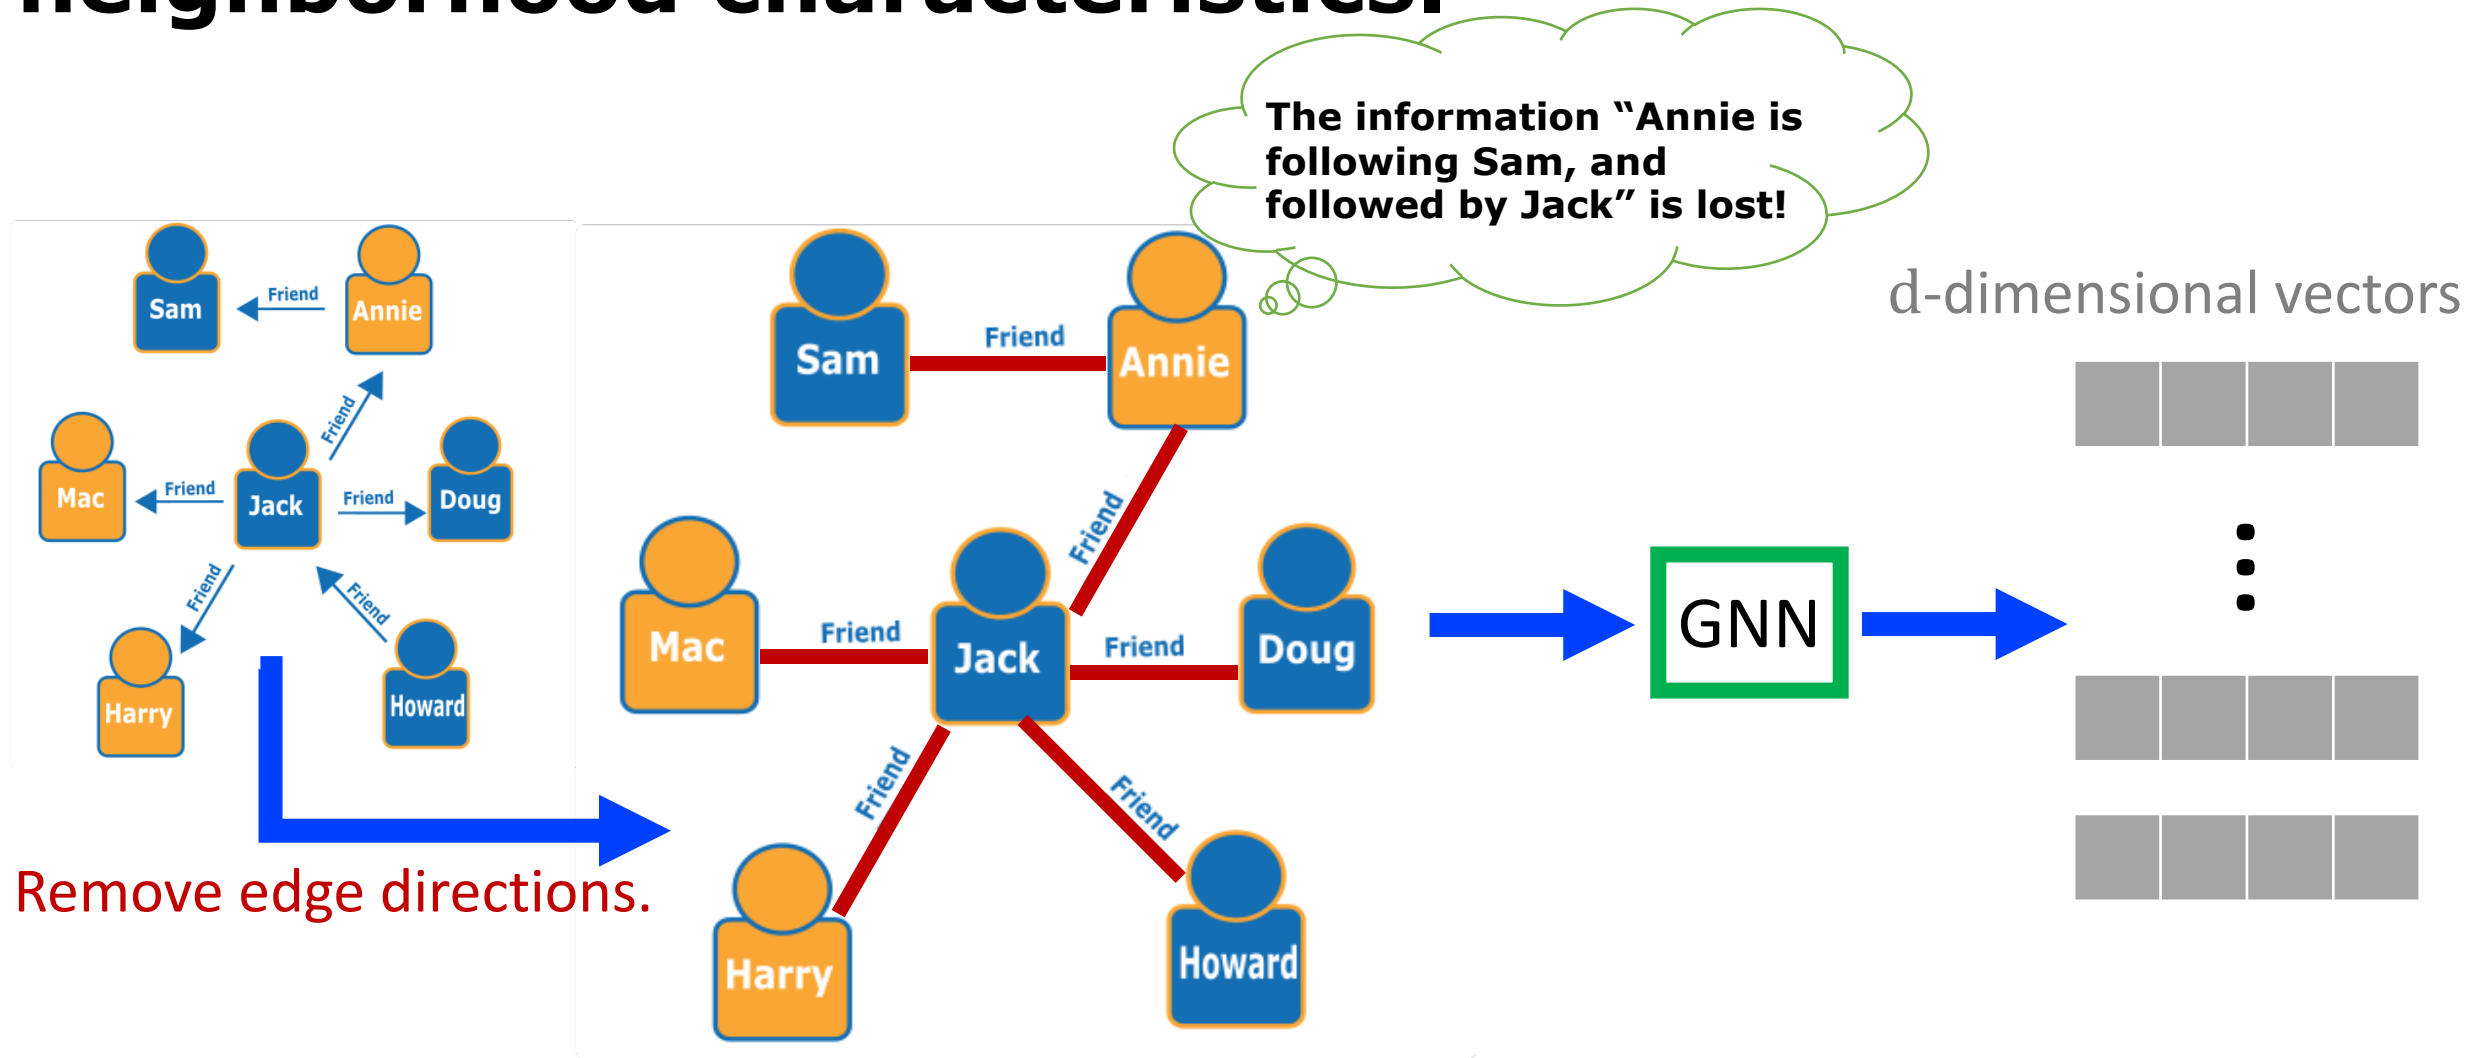 neighborhood characteristics.
The information “Annie is
following Sam, and
followed by Jack” is lost!
d-dimensional vectors
Sam
Friend
Annie
Friend
Mac
Friend
Jack
Friend
Doug
Friend
Friend
Harry
Howard
Remove edge directions.
Sam
Friend
Annie
Friend
Mac
Friend
Jack
Friend
Doug
Friend
Friend
Harry
Howard
GNN